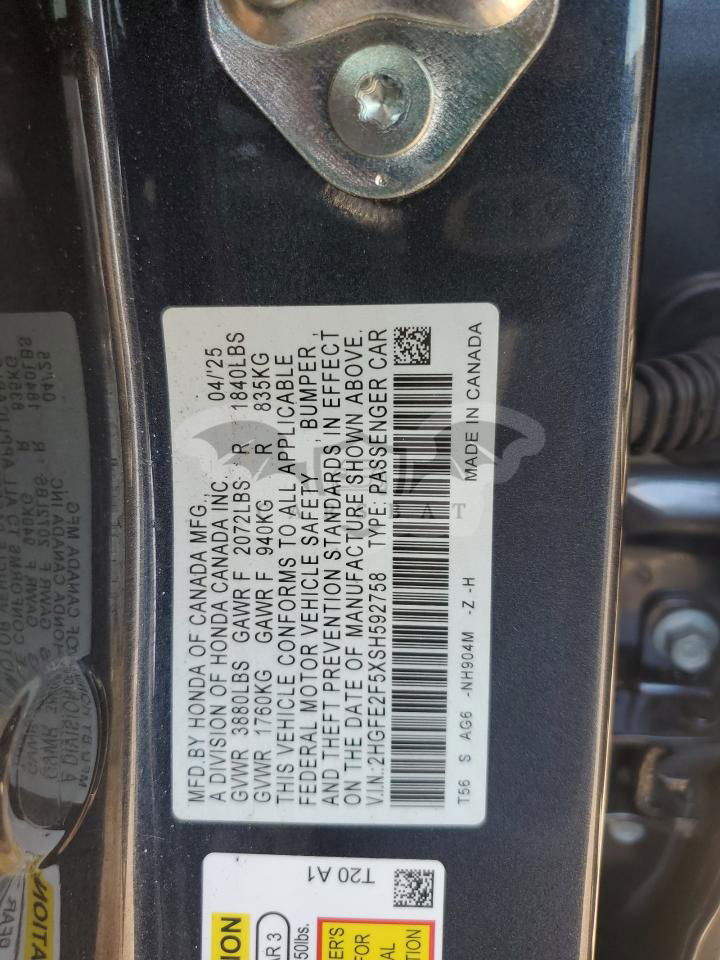 MFD.BY HONDA OF CANADA MFG.,
A DIVISION OF HONDA CANADA INC. 04/'25
GVWR 3880LBS GAWR F 2072LBS R 1840LBS
GVWR 1760KG GAWR F 940KG R 835KG
THIS VEHICLE CONFORMS TO ALL APPLICABLE
FEDERAL MOTOR VEHICLE SAFETY, BUMPER,
AND THEFT PREVENTION STANDARDS, IN EFFECT
ON THE DATE OF MANUFACTURE SHOWN ABOVE.
V.I.N.:2HGFE2F5XSH592758 TYPE: PASSENGER CAR
T56 S AG6 -NH904M -Z -H MADE IN CANADA
T20 A1
AR 3
50lbs.